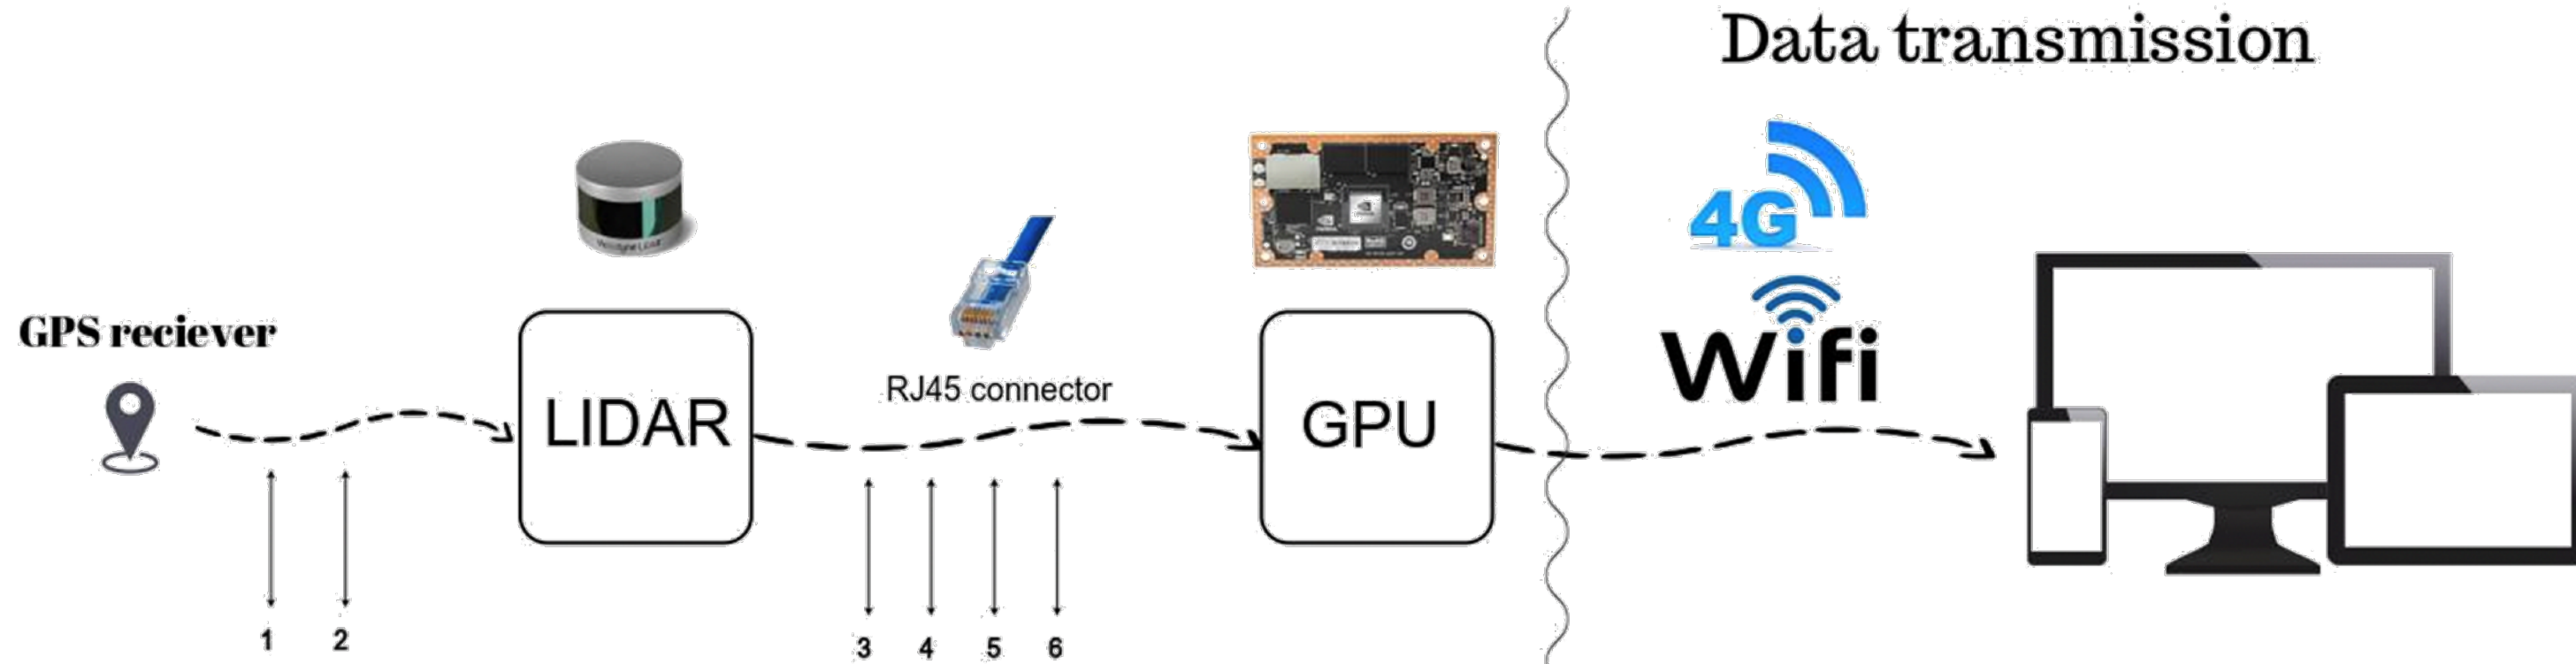 Data transmission
4G
Wifi
GPS reciever
RJ45 connector
LIDAR
GPU
1
2
3
4
5
6